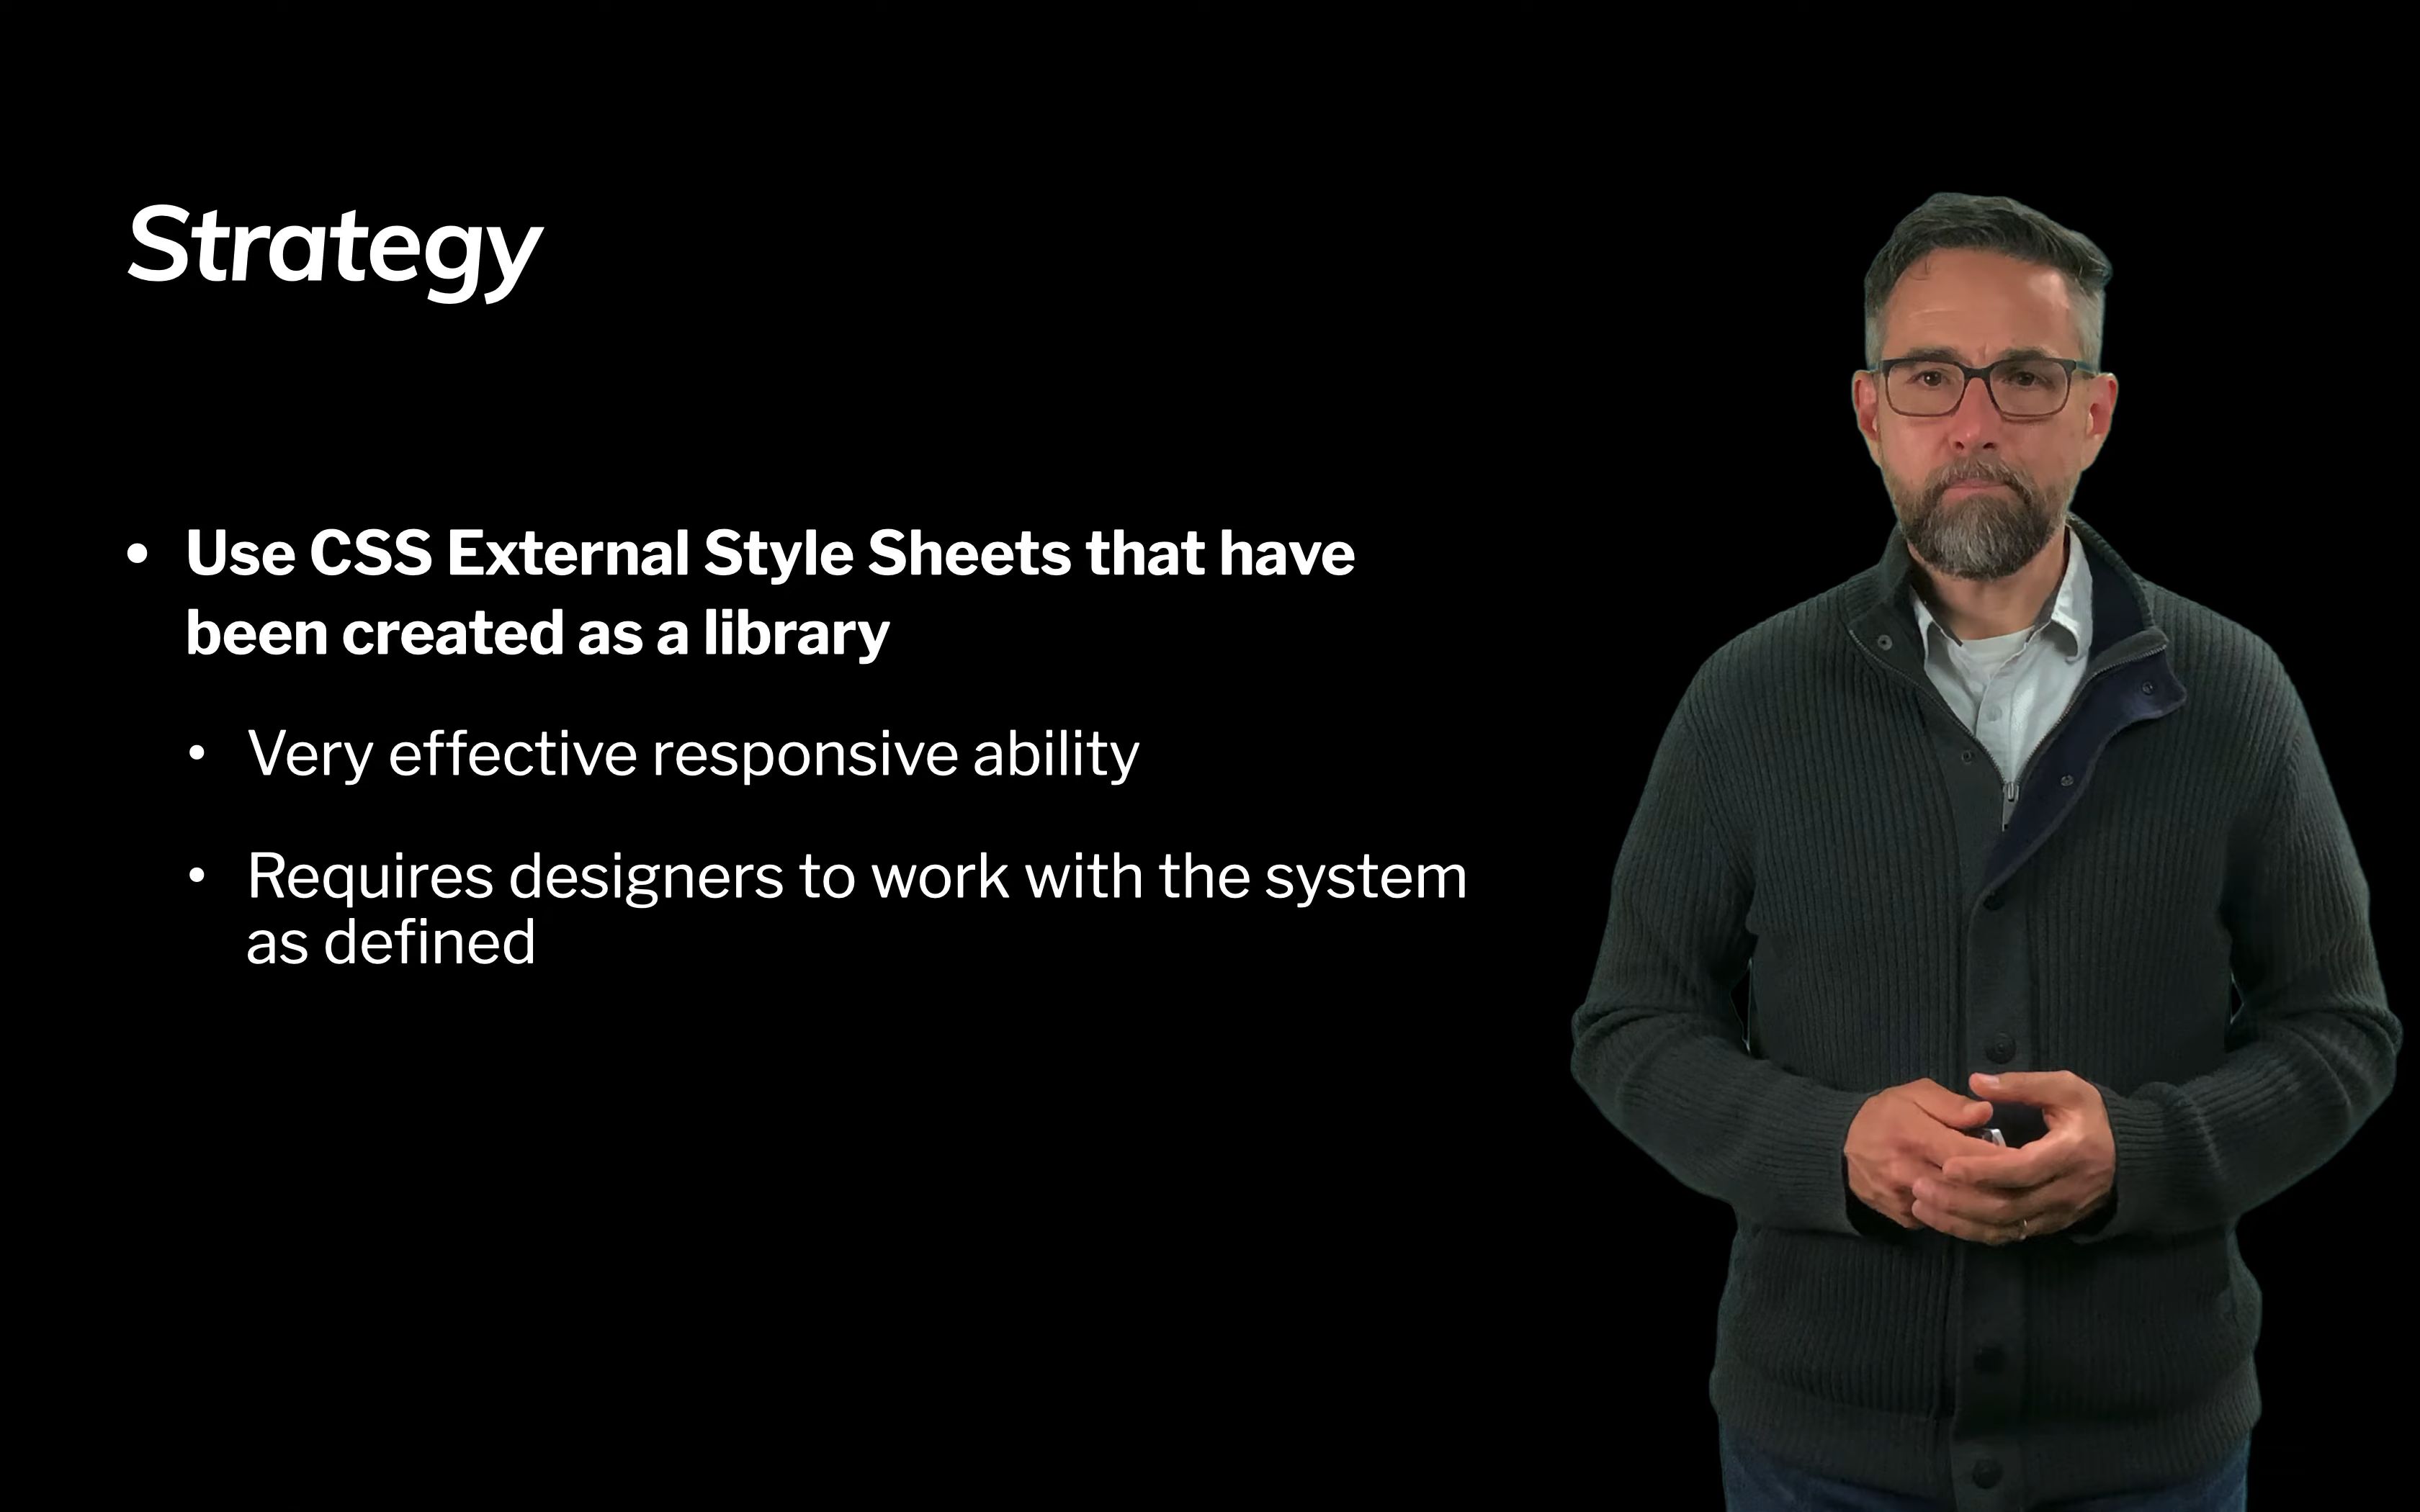 Strategy
• Use CSS External Style Sheets that have
been created as a library
• Very effective responsive ability
• Requires designers to work with the system
as defined